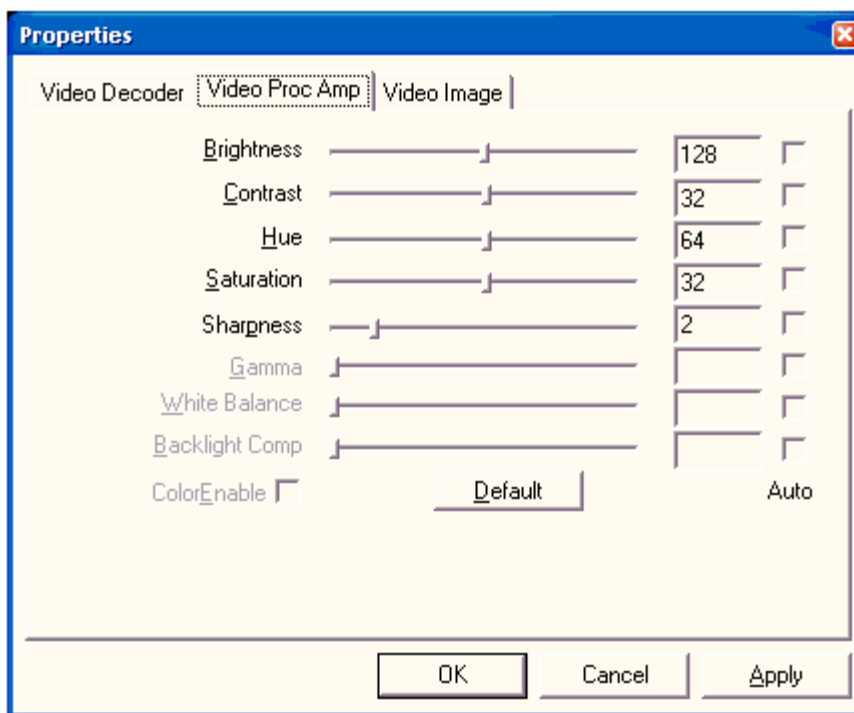 Properties
Video Decoder Video Proc Amp Video Image
Brightness 128
Contrast 32
Hue 64
Saturation 32
Sharpness 2
Gamma
White Balance
Backlight Comp
ColorEnable Default Auto
OK Cancel Apply